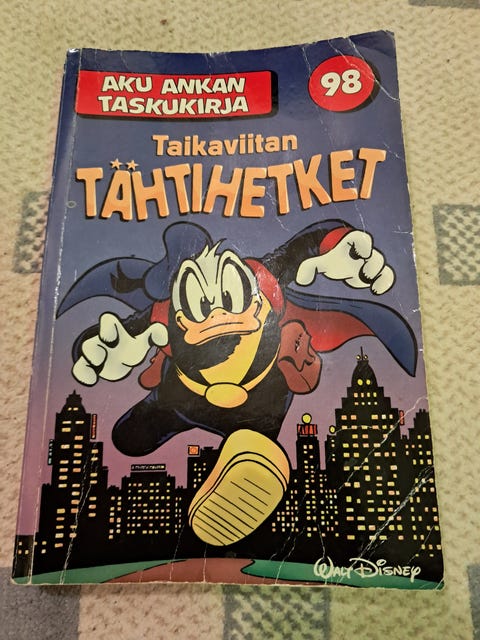 AKU ANKAN
TASKUKIRJA
98
Taikaviitan
TÄHTIHETKET
WALT DISNEY